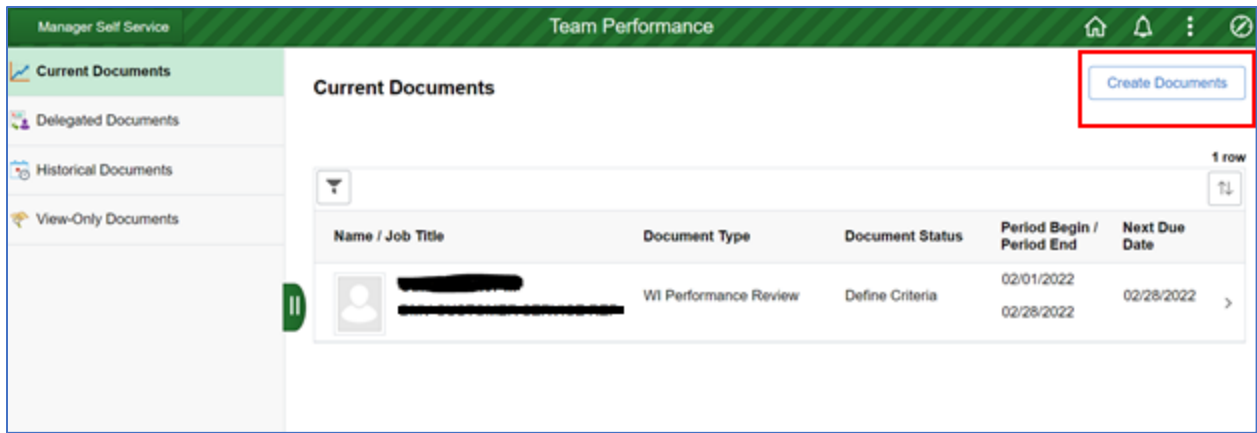 Manager Self Service
Team Performance
Current Documents
Delegated Documents
Historical Documents
View-Only Documents
Current Documents
Create Documents
1 row
Name / Job Title
Document Type
Document Status
Period Begin /
Period End
Next Due
Date
WI Performance Review
Define Criteria
02/01/2022
02/28/2022
02/28/2022